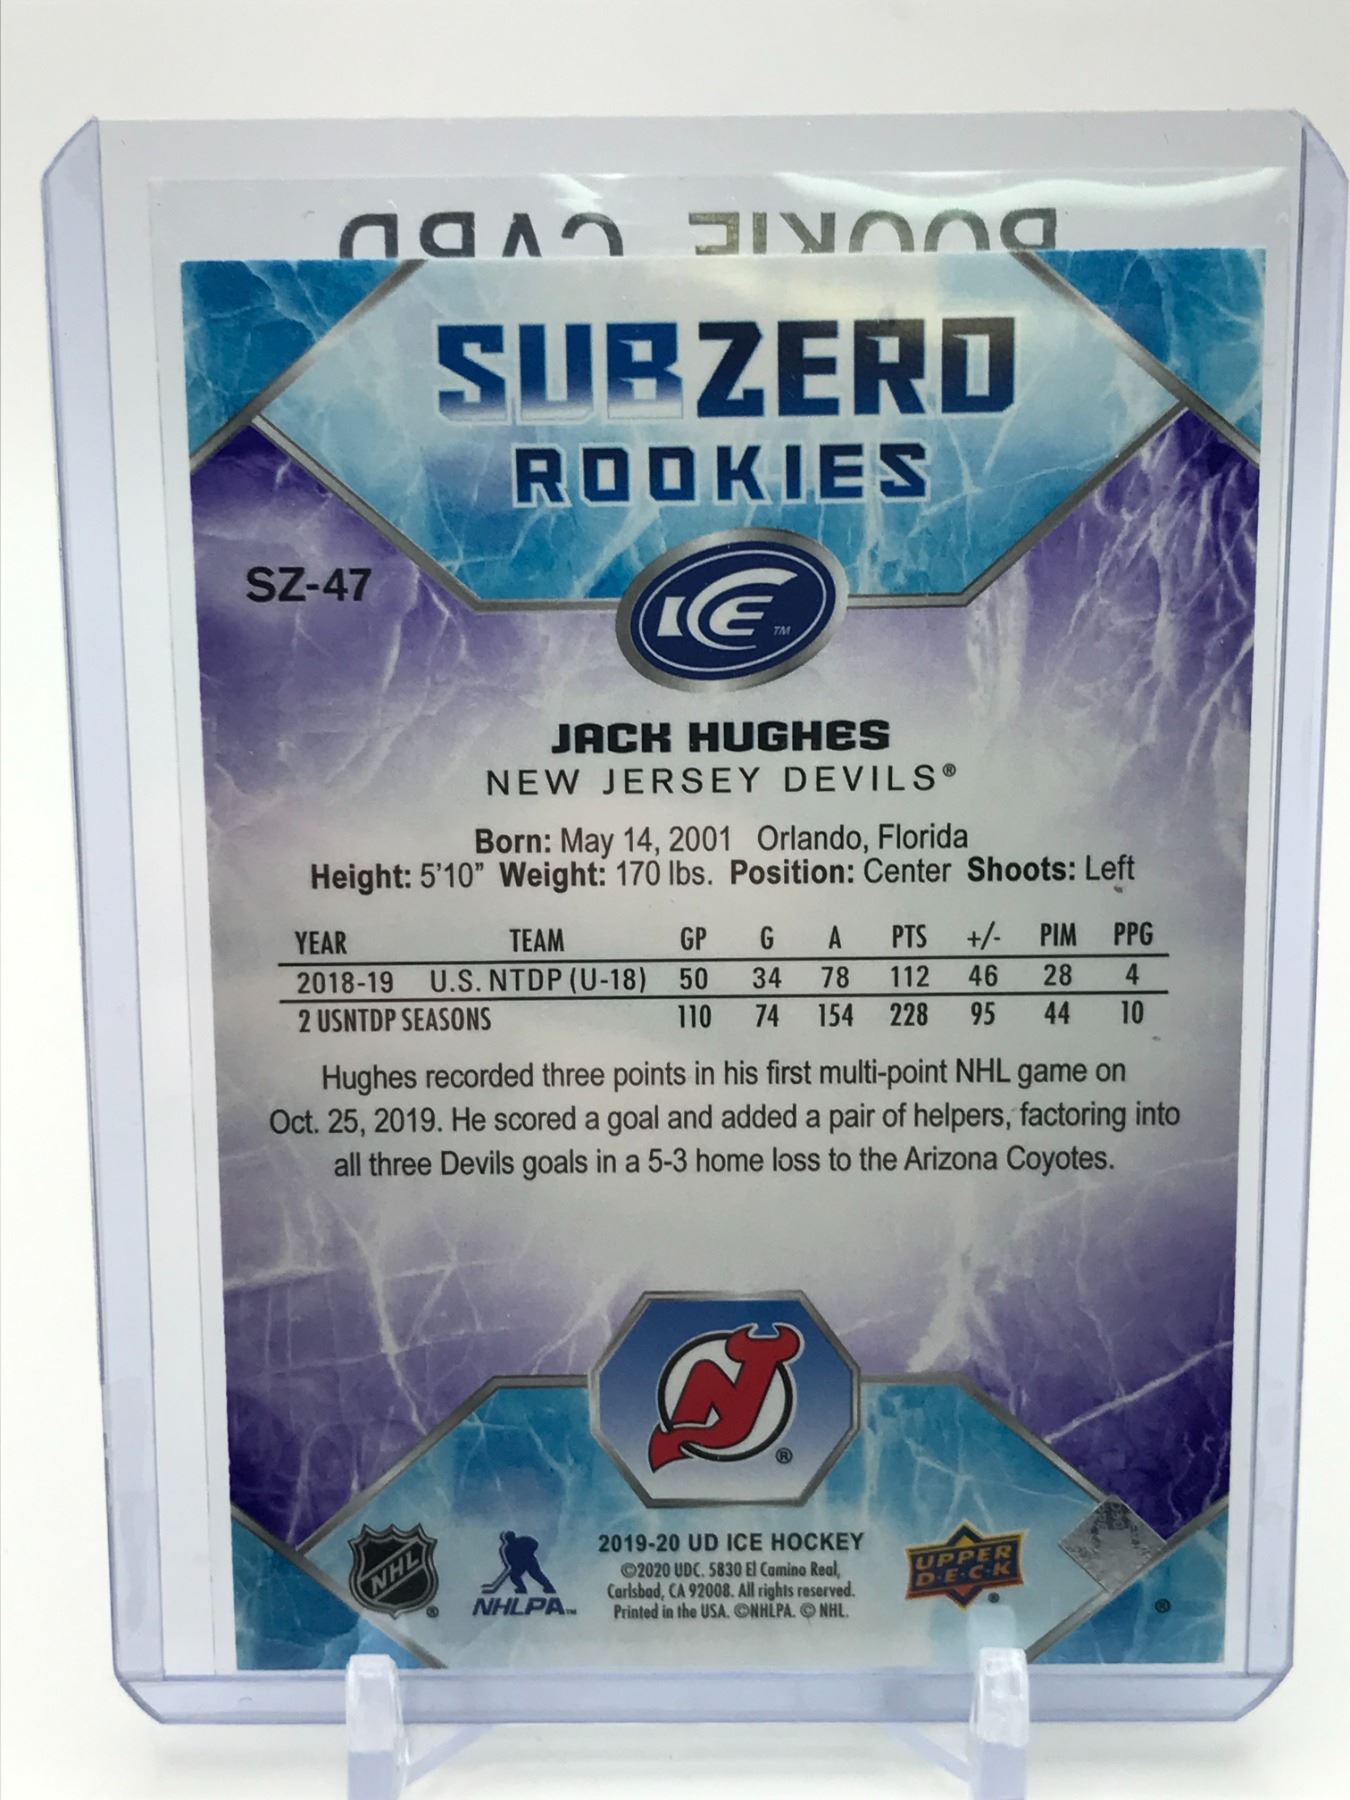 ROOKIE CARD
SUBZERO
ROOKIES
SZ-47
ICE TM
JACK HUGHES
NEW JERSEY DEVILS®
Born: May 14, 2001 Orlando, Florida
Height: 5'10" Weight: 170 lbs. Position: Center Shoots: Left
YEAR TEAM GP G A PTS +/- PIM PPG
2018-19 U.S. NTDP (U-18) 50 34 78 112 46 28 4
2 USNTDP SEASONS 110 74 154 228 95 44 10
Hughes recorded three points in his first multi-point NHL game on
Oct. 25, 2019. He scored a goal and added a pair of helpers, factoring into
all three Devils goals in a 5-3 home loss to the Arizona Coyotes.
NJ ®
NHL ®
NHLPA™
2019-20 UD ICE HOCKEY
©2020 UDC. 5830 El Camino Real,
Carlsbad, CA 92008. All rights reserved.
Printed in the USA. ©NHLPA. © NHL.
UPPER
D·E·C·K ®
®